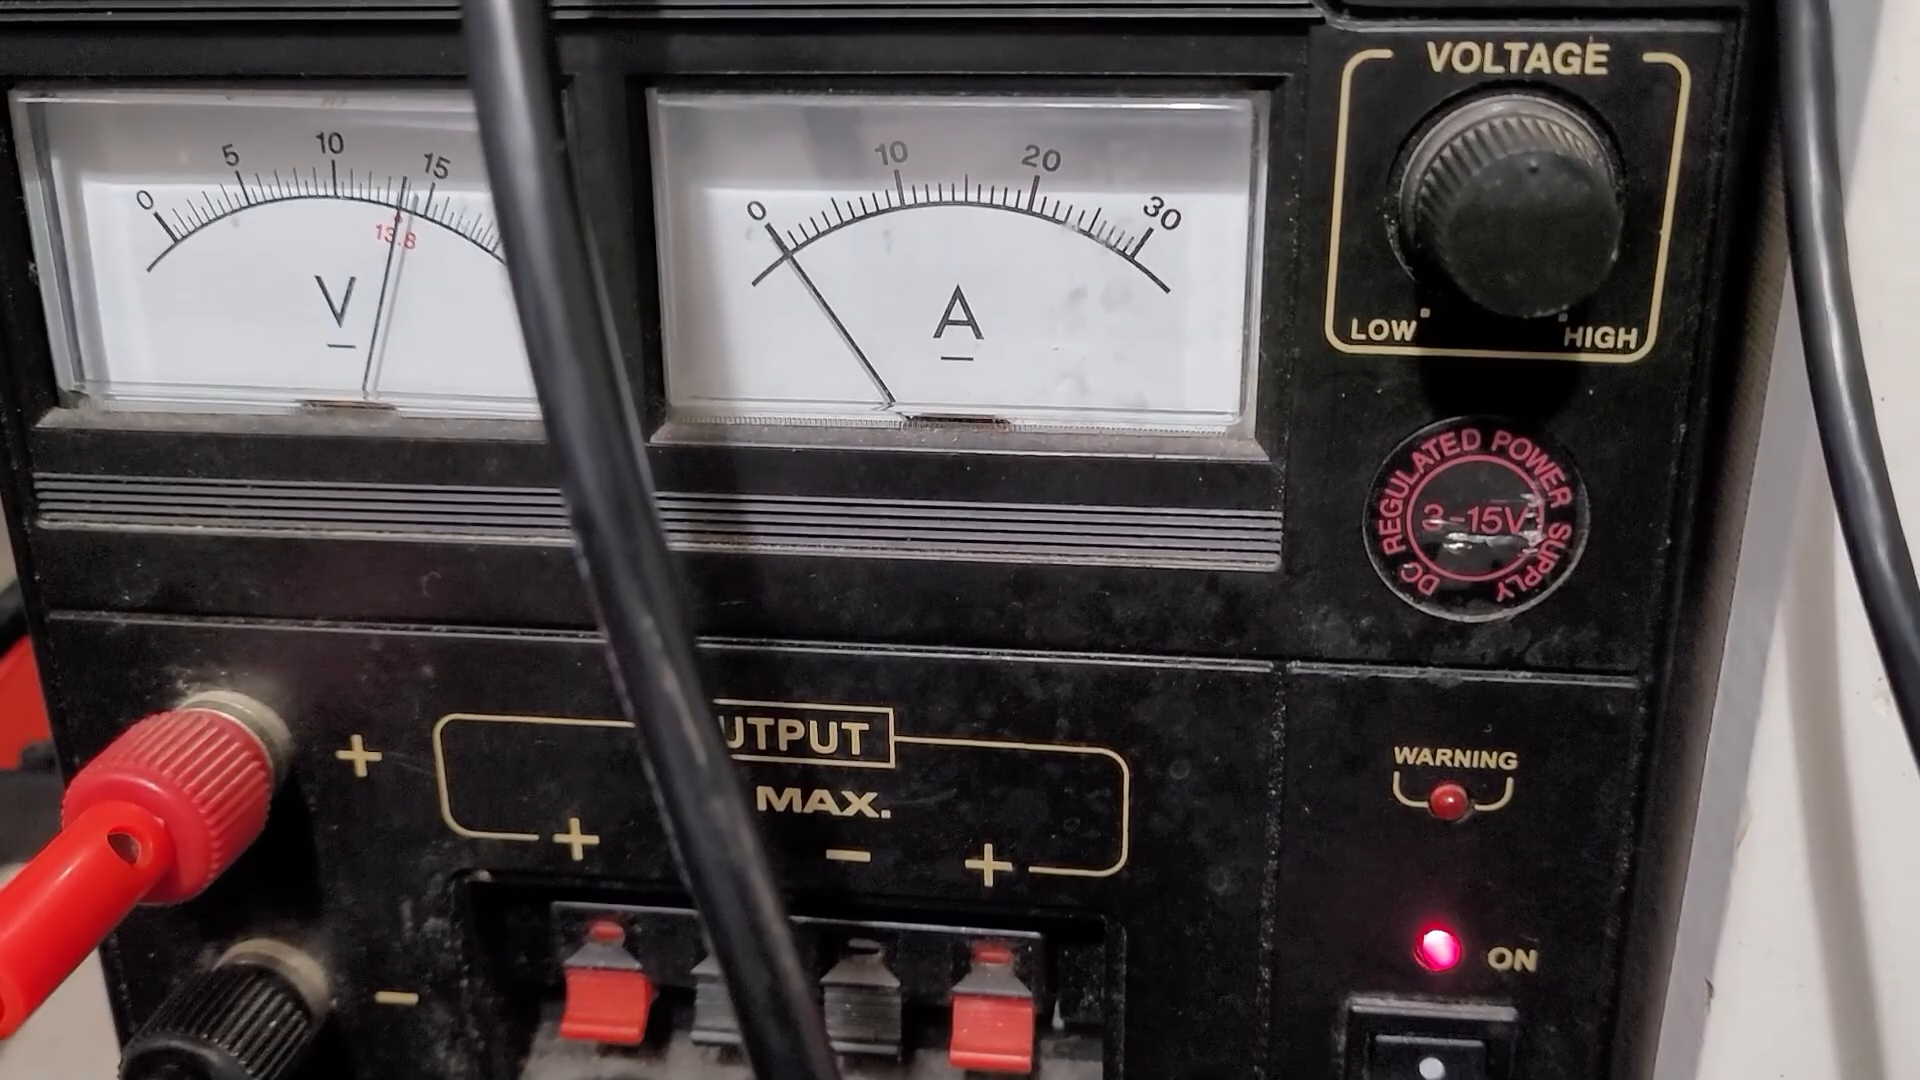 0 5 10 15
13.8
V
0 10 20 30
A
VOLTAGE
LOW HIGH
DC REGULATED POWER SUPPLY
3-15V
+
UTPUT
MAX.
+ − +
−
WARNING
ON